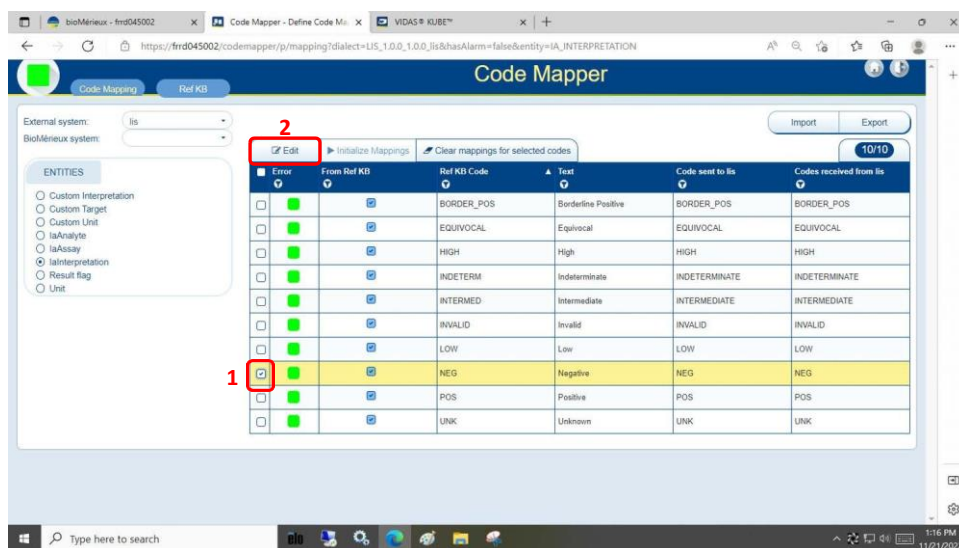 bioMérieux - frrd045002
Code Mapper - Define Code Ma
VIDAS® KUBE™
https://frrd045002/codemapper/p/mapping?dialect=LIS_1.0.0_1.0.0_lis&hasAlarm=false&entity=IA_INTERPRETATION
Code Mapper
Code Mapping Ref KB
External system: lis
BioMérieux system:
Import Export
2
Edit Initialize Mappings Clear mappings for selected codes 10/10
ENTITIES
Custom Interpretation
Custom Target
Custom Unit
IaAnalyte
IaAssay
IaInterpretation
Result flag
Unit
Error From Ref KB Ref KB Code Text Code sent to lis Codes received from lis
BORDER_POS Borderline Positive BORDER_POS BORDER_POS
EQUIVOCAL Equivocal EQUIVOCAL EQUIVOCAL
HIGH High HIGH HIGH
INDETERM Indeterminate INDETERMINATE INDETERMINATE
INTERMED Intermediate INTERMEDIATE INTERMEDIATE
INVALID Invalid INVALID INVALID
LOW Low LOW LOW
1
NEG Negative NEG NEG
POS Positive POS POS
UNK Unknown UNK UNK
Type here to search
elo
1:16 PM
11/21/202